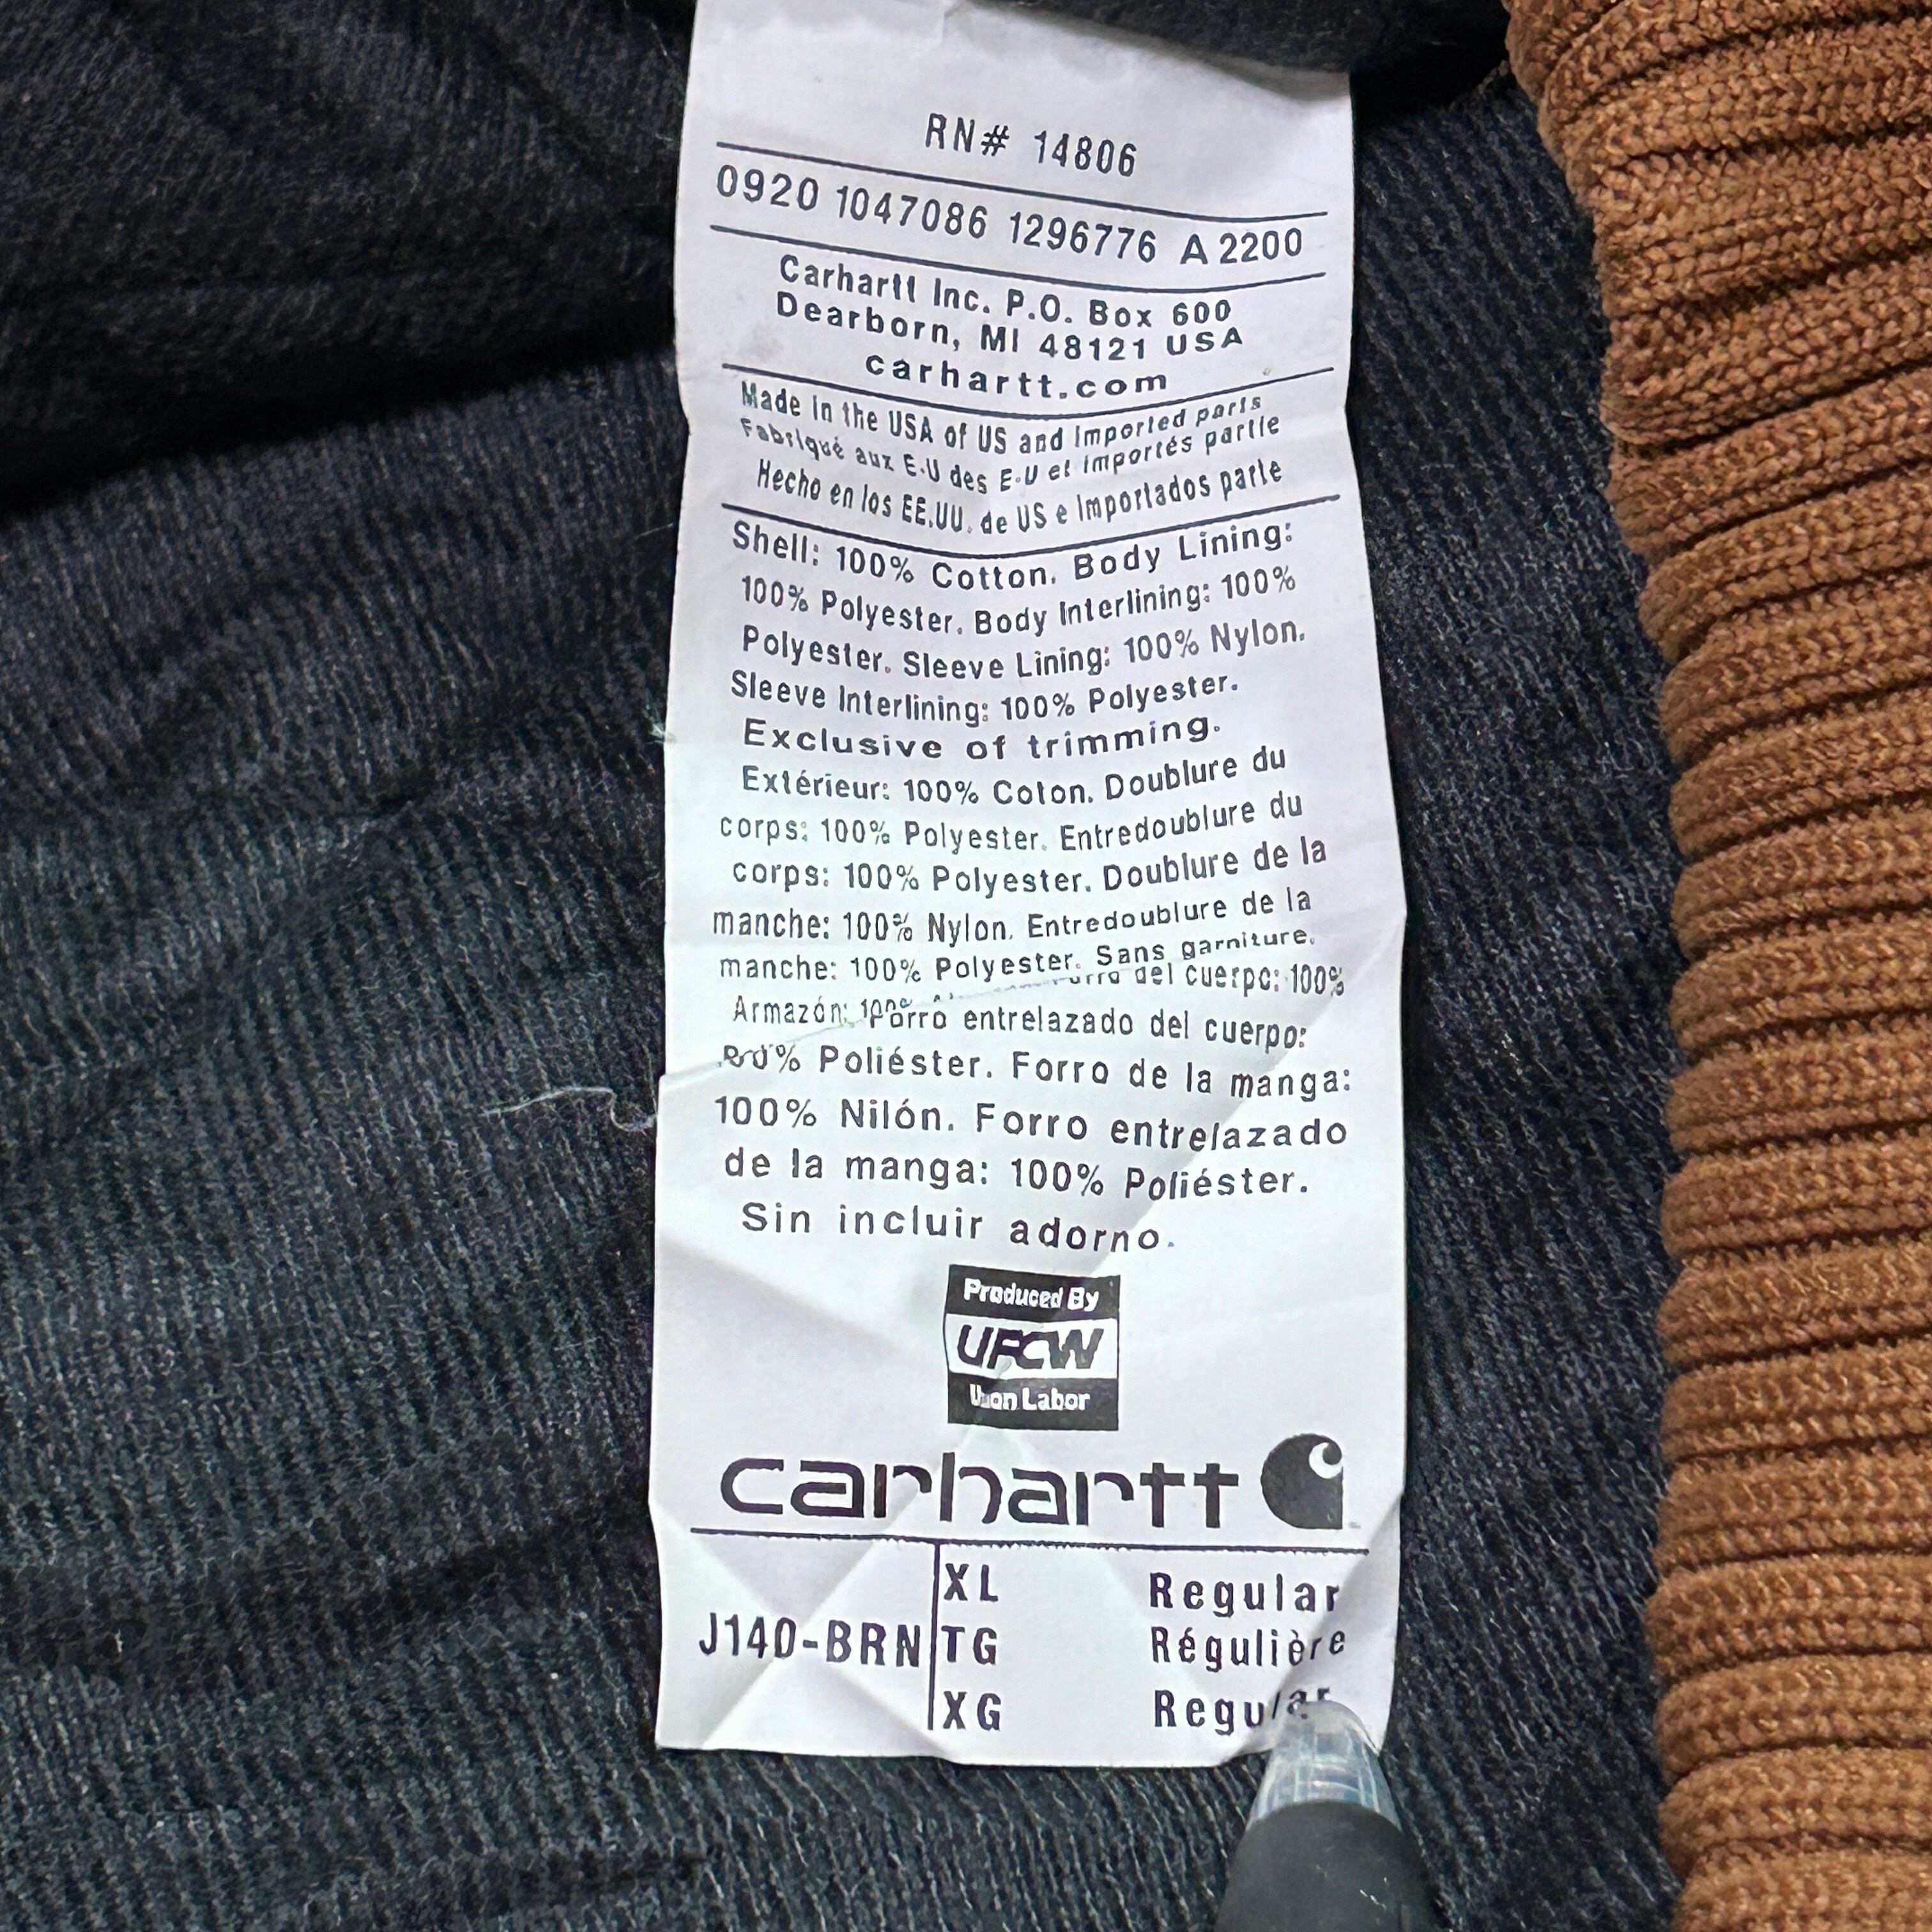 RN# 14806
0920 1047086 1296776 A 2200
Carhartt Inc. P.O. Box 600
Dearborn, MI 48121 USA
carhartt.com
Made in the USA of US and Imported parts
Fabriqué aux E-U des E-U et importés partie
Hecho en los EE.UU. de US e Importados parte
Shell: 100% Cotton. Body Lining:
100% Polyester. Body Interlining: 100%
Polyester. Sleeve Lining: 100% Nylon.
Sleeve Interlining: 100% Polyester.
Exclusive of trimming.
Extérieur: 100% Coton. Doublure du
corps: 100% Polyester. Entredoublure du
corps: 100% Polyester. Doublure de la
manche: 100% Nylon. Entredoublure de la
manche: 100% Polyester. Sans garniture.
Armazón: del cuerpo: 100%
Forro entrelazado del cuerpo:
Poliéster. Forro de la manga:
100% Nilón. Forro entrelazado
de la manga: 100% Poliéster.
Sin incluir adorno.
Produced By
UFCW
Union Labor
carhartt
XL Regular
J140-BRN TG Régulière
XG Regular